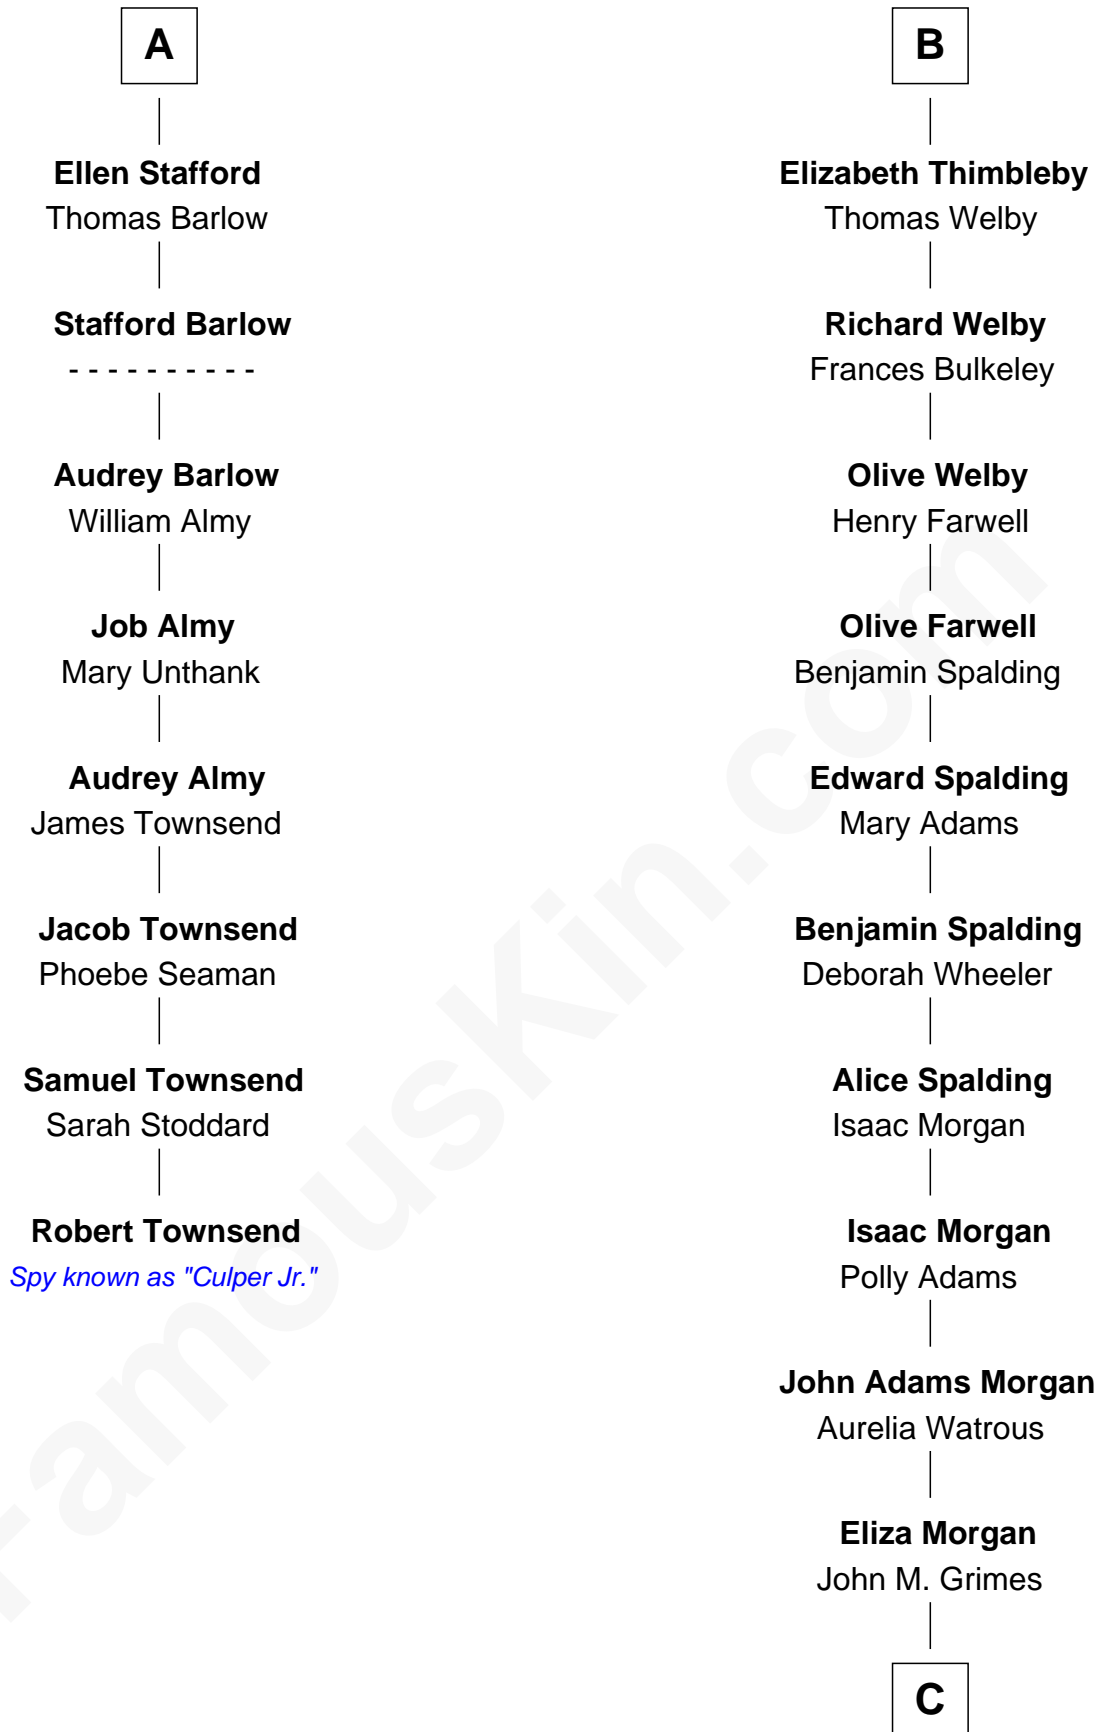 A
Ellen Stafford
Thomas Barlow
Stafford Barlow
- - - - - - - - - -
Audrey Barlow
William Almy
Job Almy
Mary Unthank
Audrey Almy
James Townsend
Jacob Townsend
Phoebe Seaman
Samuel Townsend
Sarah Stoddard
Robert Townsend
Spy known as "Culper Jr."
B
Elizabeth Thimbleby
Thomas Welby
Richard Welby
Frances Bulkeley
Olive Welby
Henry Farwell
Olive Farwell
Benjamin Spalding
Edward Spalding
Mary Adams
Benjamin Spalding
Deborah Wheeler
Alice Spalding
Isaac Morgan
Isaac Morgan
Polly Adams
John Adams Morgan
Aurelia Watrous
Eliza Morgan
John M. Grimes
C
FamousKin.com